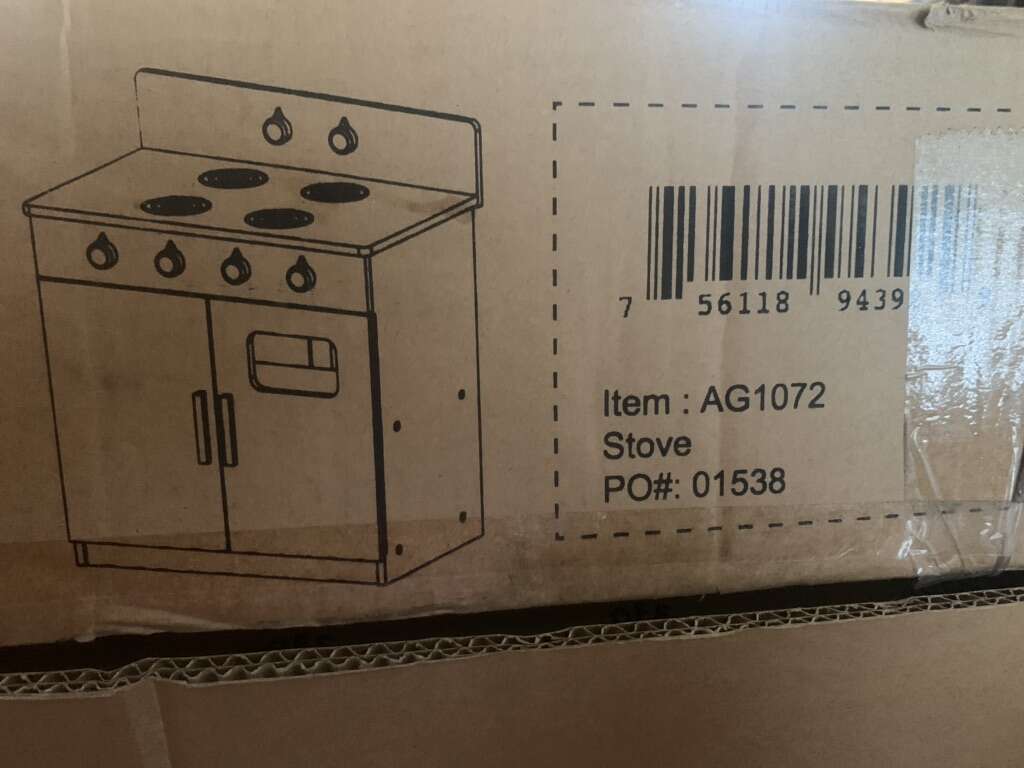 7 56118 9439
Item : AG1072
Stove
PO#: 01538